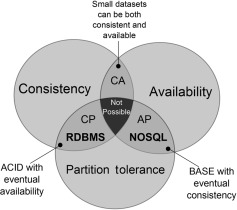 Small datasets
can be both
consistent and
available
Consistency
CA
Availability
Not
Possible
CP
AP
RDBMS
NOSQL
Partition tolerance
ACID with
eventual
availability
BASE with
eventual
consistency